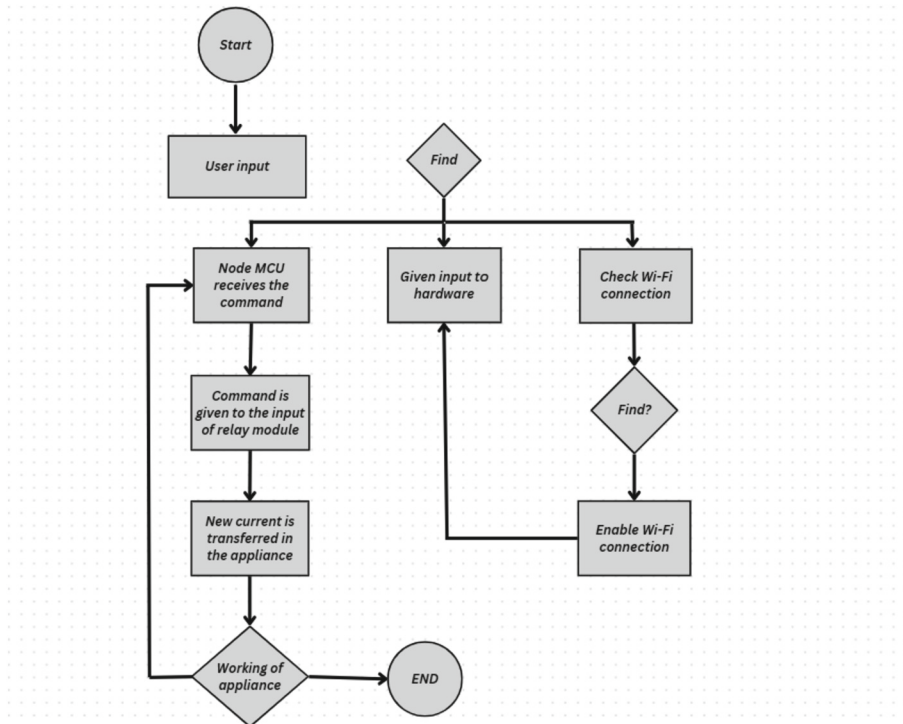 Start
User input
Find
Node MCU
receives the
command
Given input to
hardware
Check Wi-Fi
connection
Command is
given to the input
of relay module
Find?
New current is
transferred in
the appliance
Enable Wi-Fi
connection
Working of
appliance
END